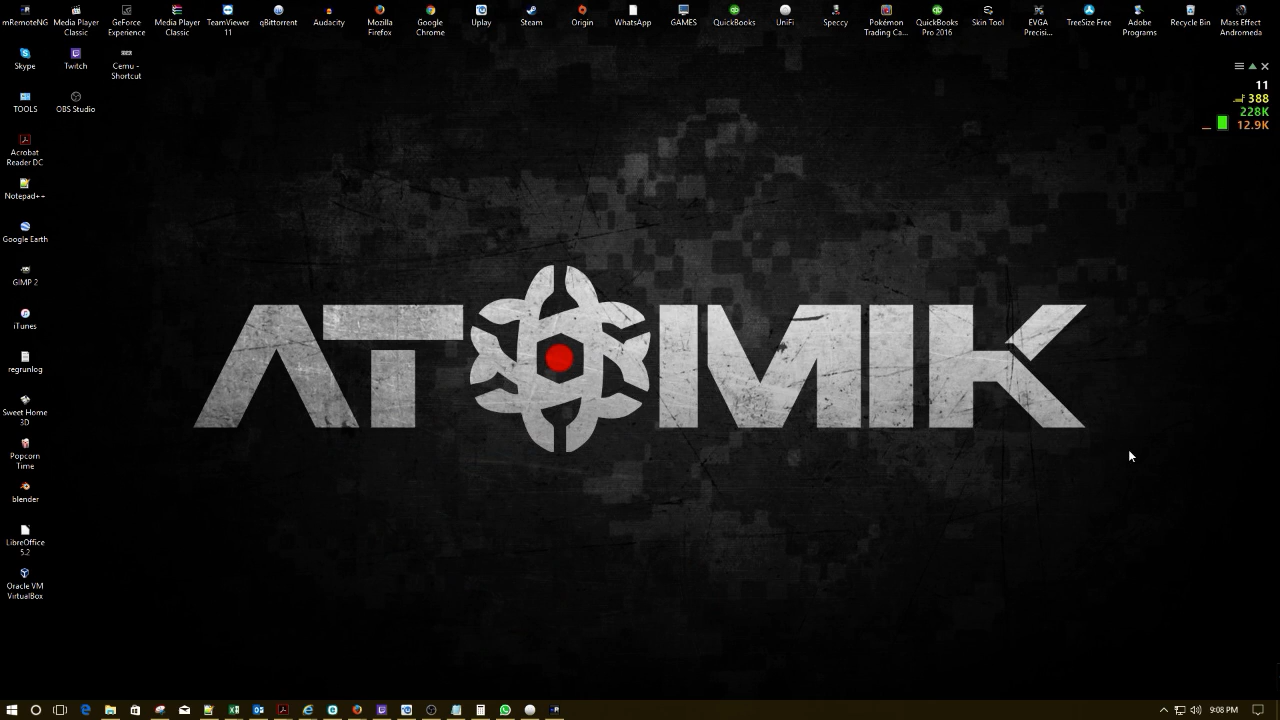 mRemoteNG
Media Player Classic
GeForce Experience
Media Player Classic
TeamViewer 11
qBittorrent
Audacity
Mozilla Firefox
Google Chrome
Uplay
Steam
Origin
WhatsApp
GAMES
QuickBooks
UniFi
Speccy
Pokémon Trading Ca...
QuickBooks Pro 2016
Skin Tool
EVGA Precisi...
TreeSize Free
Adobe Programs
Recycle Bin
Mass Effect Andromeda
Skype
Twitch
Cemu - Shortcut
TOOLS
OBS Studio
11
388
228K
12.9K
Acrobat Reader DC
Notepad++
Google Earth
GIMP 2
iTunes
regrunlog
Sweet Home 3D
Popcorn Time
blender
LibreOffice 5.2
Oracle VM VirtualBox
ATOMIK
9:08 PM